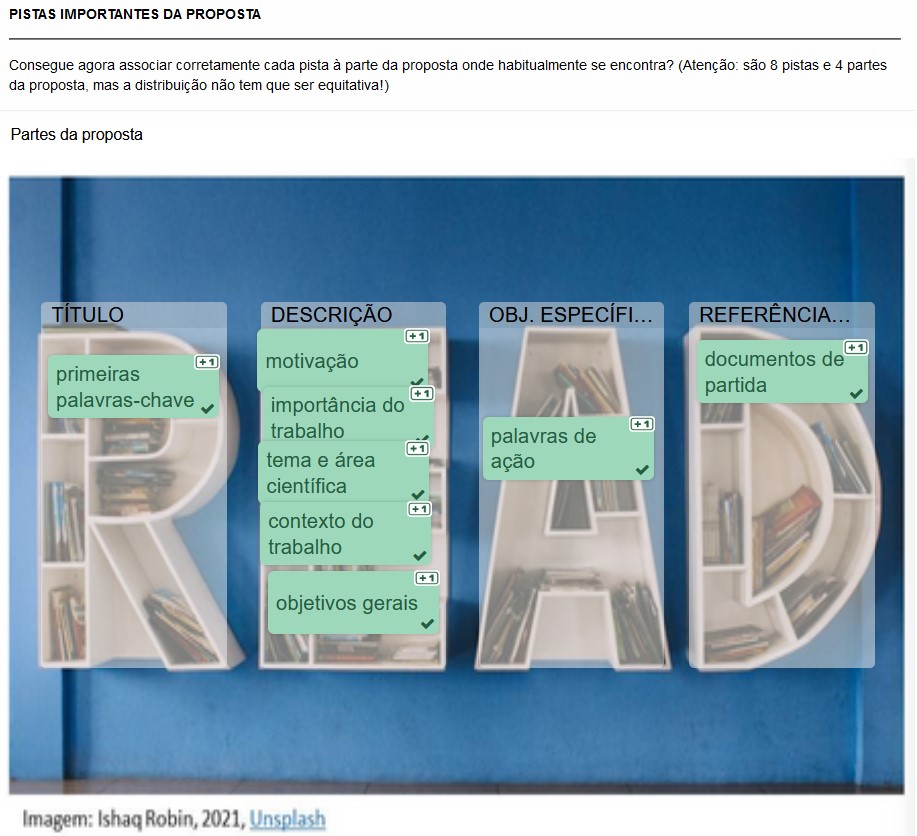 PISTAS IMPORTANTES DA PROPOSTA
Consegue agora associar corretamente cada pista à parte da proposta onde habitualmente se encontra? (Atenção: são 8 pistas e 4 partes
da proposta, mas a distribuição não tem que ser equitativa!)
Partes da proposta
TÍTULO
+1
primeiras
palavras-chave
DESCRIÇÃO
+1
motivação
+1
importância do
trabalho
+1
tema e área
científica
+1
contexto do
trabalho
+1
objetivos gerais
OBJ. ESPECÍFI...
+1
palavras de
ação
REFERÊNCIA...
+1
documentos de
partida
READ
Imagem: Ishaq Robin, 2021, Unsplash